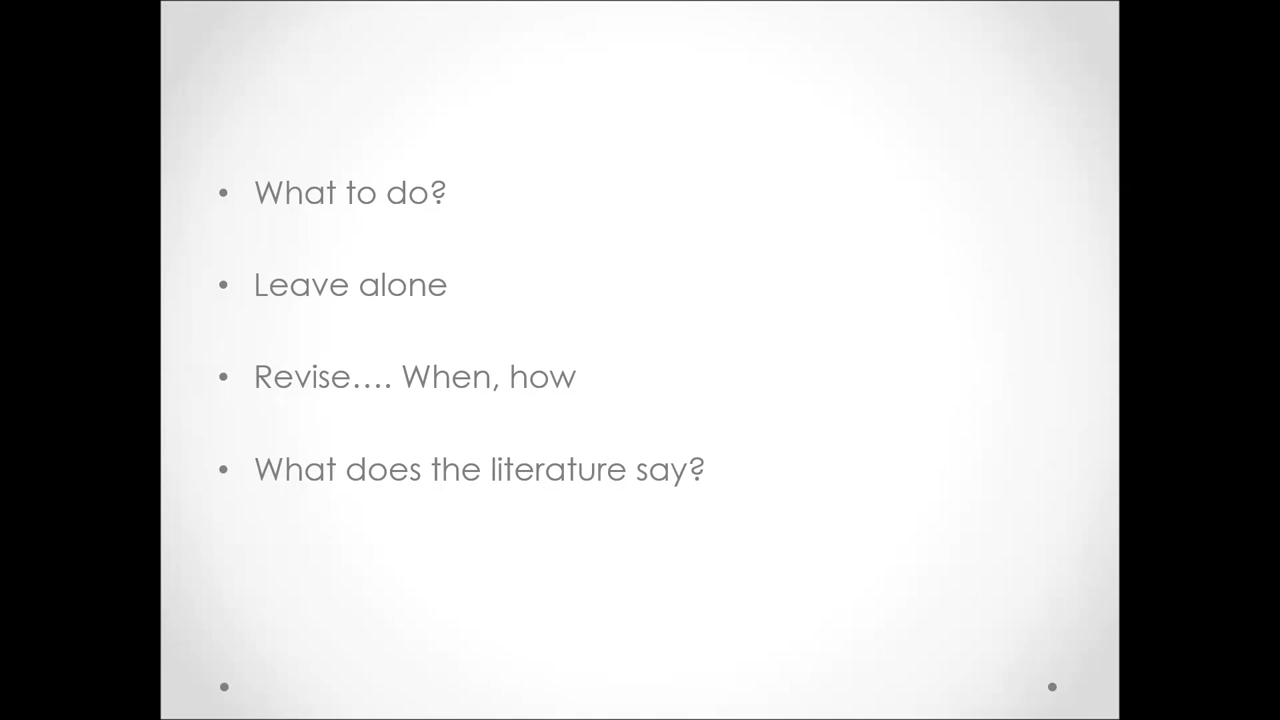 • What to do?
• Leave alone
• Revise.... When, how
• What does the literature say?